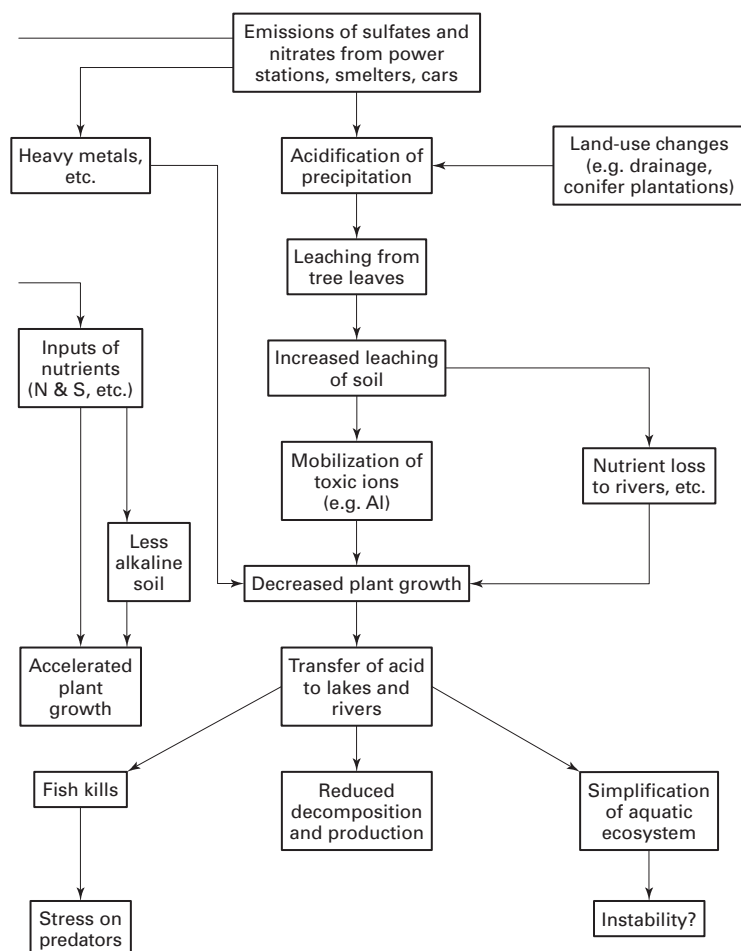 Emissions of sulfates and
nitrates from power
stations, smelters, cars
Heavy metals,
etc.
Acidification of
precipitation
Land-use changes
(e.g. drainage,
conifer plantations)
Leaching from
tree leaves
Inputs of
nutrients
(N & S, etc.)
Increased leaching
of soil
Mobilization of
toxic ions
(e.g. Al)
Nutrient loss
to rivers, etc.
Less
alkaline
soil
Decreased plant growth
Accelerated
plant
growth
Transfer of acid
to lakes and
rivers
Fish kills
Reduced
decomposition
and production
Simplification
of aquatic
ecosystem
Stress on
predators
Instability?